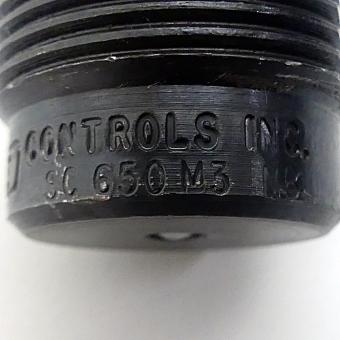 CONTROLS INC.
SC 650 M3